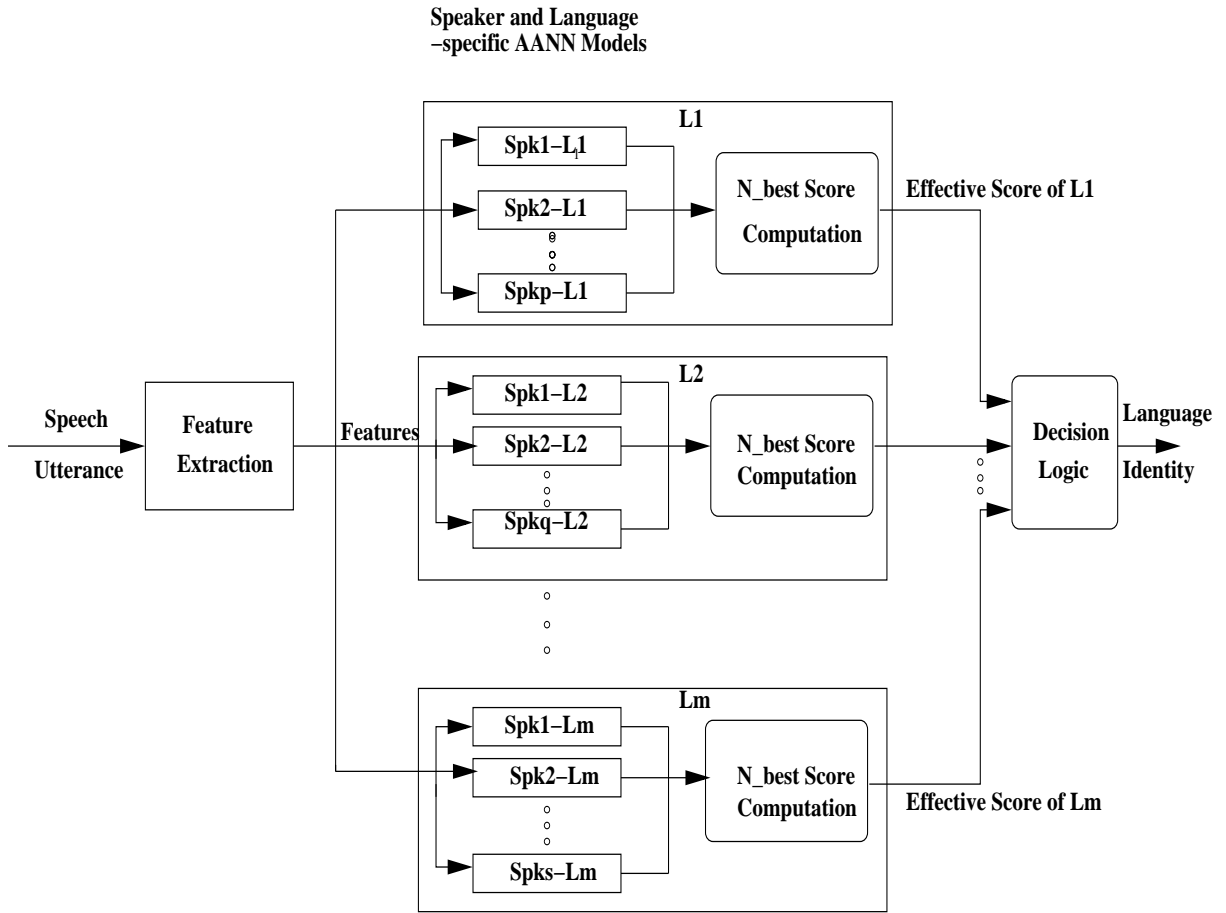 Speaker and Language
−specific AANN Models
L1
Spk1−L1
Spk2−L1
Spkp−L1
N_best Score
Computation
Effective Score of L1
Speech
Utterance
Feature
Extraction
Features
L2
Spk1−L2
Spk2−L2
Spkq−L2
N_best Score
Computation
Decision
Logic
Language
Identity
Lm
Spk1−Lm
Spk2−Lm
Spks−Lm
N_best Score
Computation
Effective Score of Lm